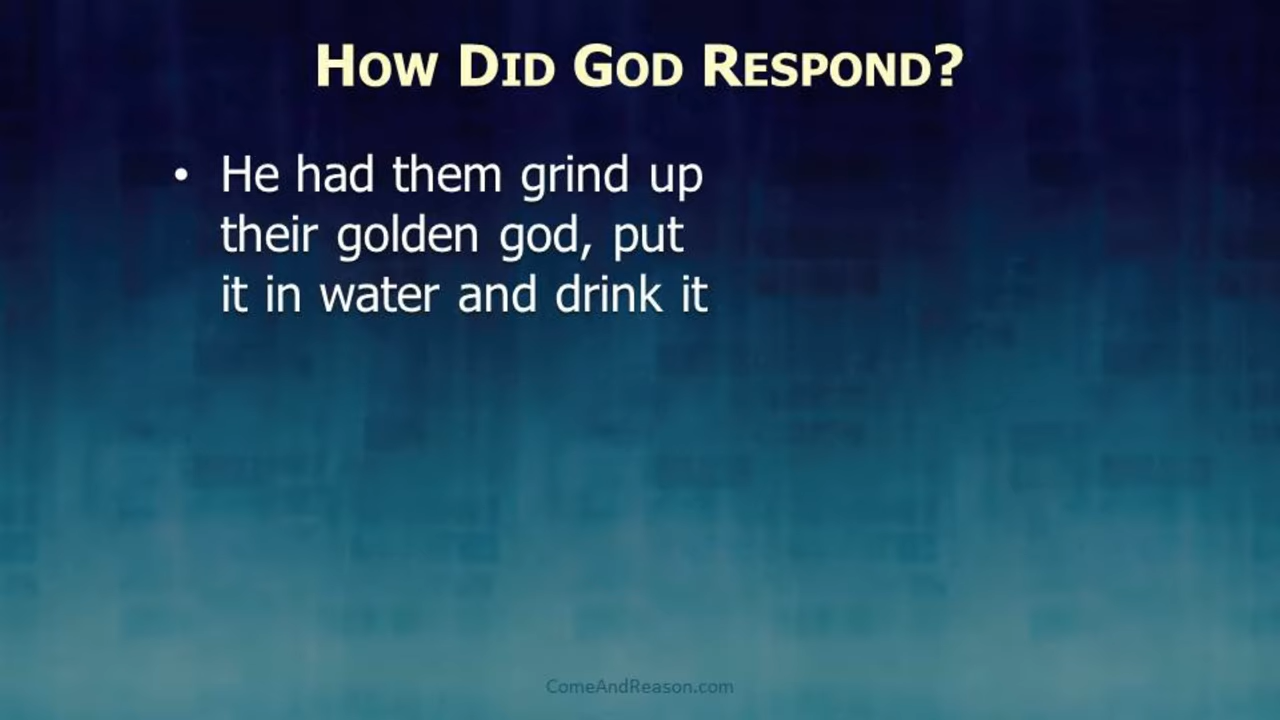 How Did God Respond?
• He had them grind up
their golden god, put
it in water and drink it
ComeAndReason.com